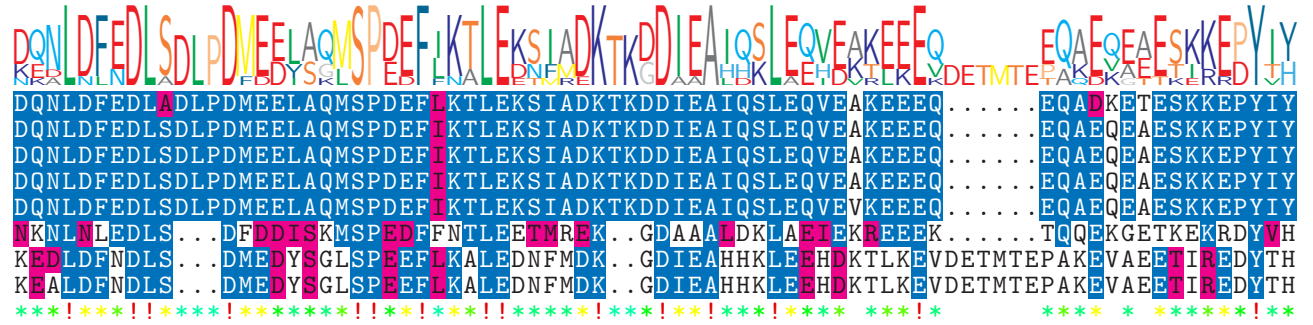 DQNLDFEDLSDLPDMEELAQMSPDEFIKTLEKSIADKTKDDIEAIQSLEQVEAKEEEQDETMTEEQAEQEAESKKEPYIY
DQNLDFEDLADLPDMEELAQMSPDEFLKTLEKSIADKTKDDIEAIQSLEQVEAKEEEQ......EQADKETESKKEPYIY
DQNLDFEDLSDLPDMEELAQMSPDEFIKTLEKSIADKTKDDIEAIQSLEQVEAKEEEQ......EQAEQEAESKKEPYIY
DQNLDFEDLSDLPDMEELAQMSPDEFIKTLEKSIADKTKDDIEAIQSLEQVEAKEEEQ......EQAEQEAESKKEPYIY
DQNLDFEDLSDLPDMEELAQMSPDEFIKTLEKSIADKTKDDIEAIQSLEQVEAKEEEQ......EQAEQEAESKKEPYIY
DQNLDFEDLSDLPDMEELAQMSPDEFIKTLEKSIADKTKDDIEAIQSLEQVEVKEEEQ......EQAEQEAESKKEPYIY
NKNLNLEDLS...DFDDISKMSPEDFFNTLEETMREK..GDAAALDKLAEIEKREEEK......TQQEKGETKEKRDYVH
KEDLDFNDLS...DMEDYSGLSPEEFLKALEDNFMDK..GDIEAHHKLEEHDKTLKEVDETMTEPAKEVAEETIREDYTH
KEALDFNDLS...DMEDYSGLSPEEFLKALEDNFMDK..GDIEAHHKLEEHDKTLKEVDETMTEPAKEVAEETIREDYTH
***!***!!****!*******!!**!***!!*****!***!**!***!**** ***!* **** * ******!**